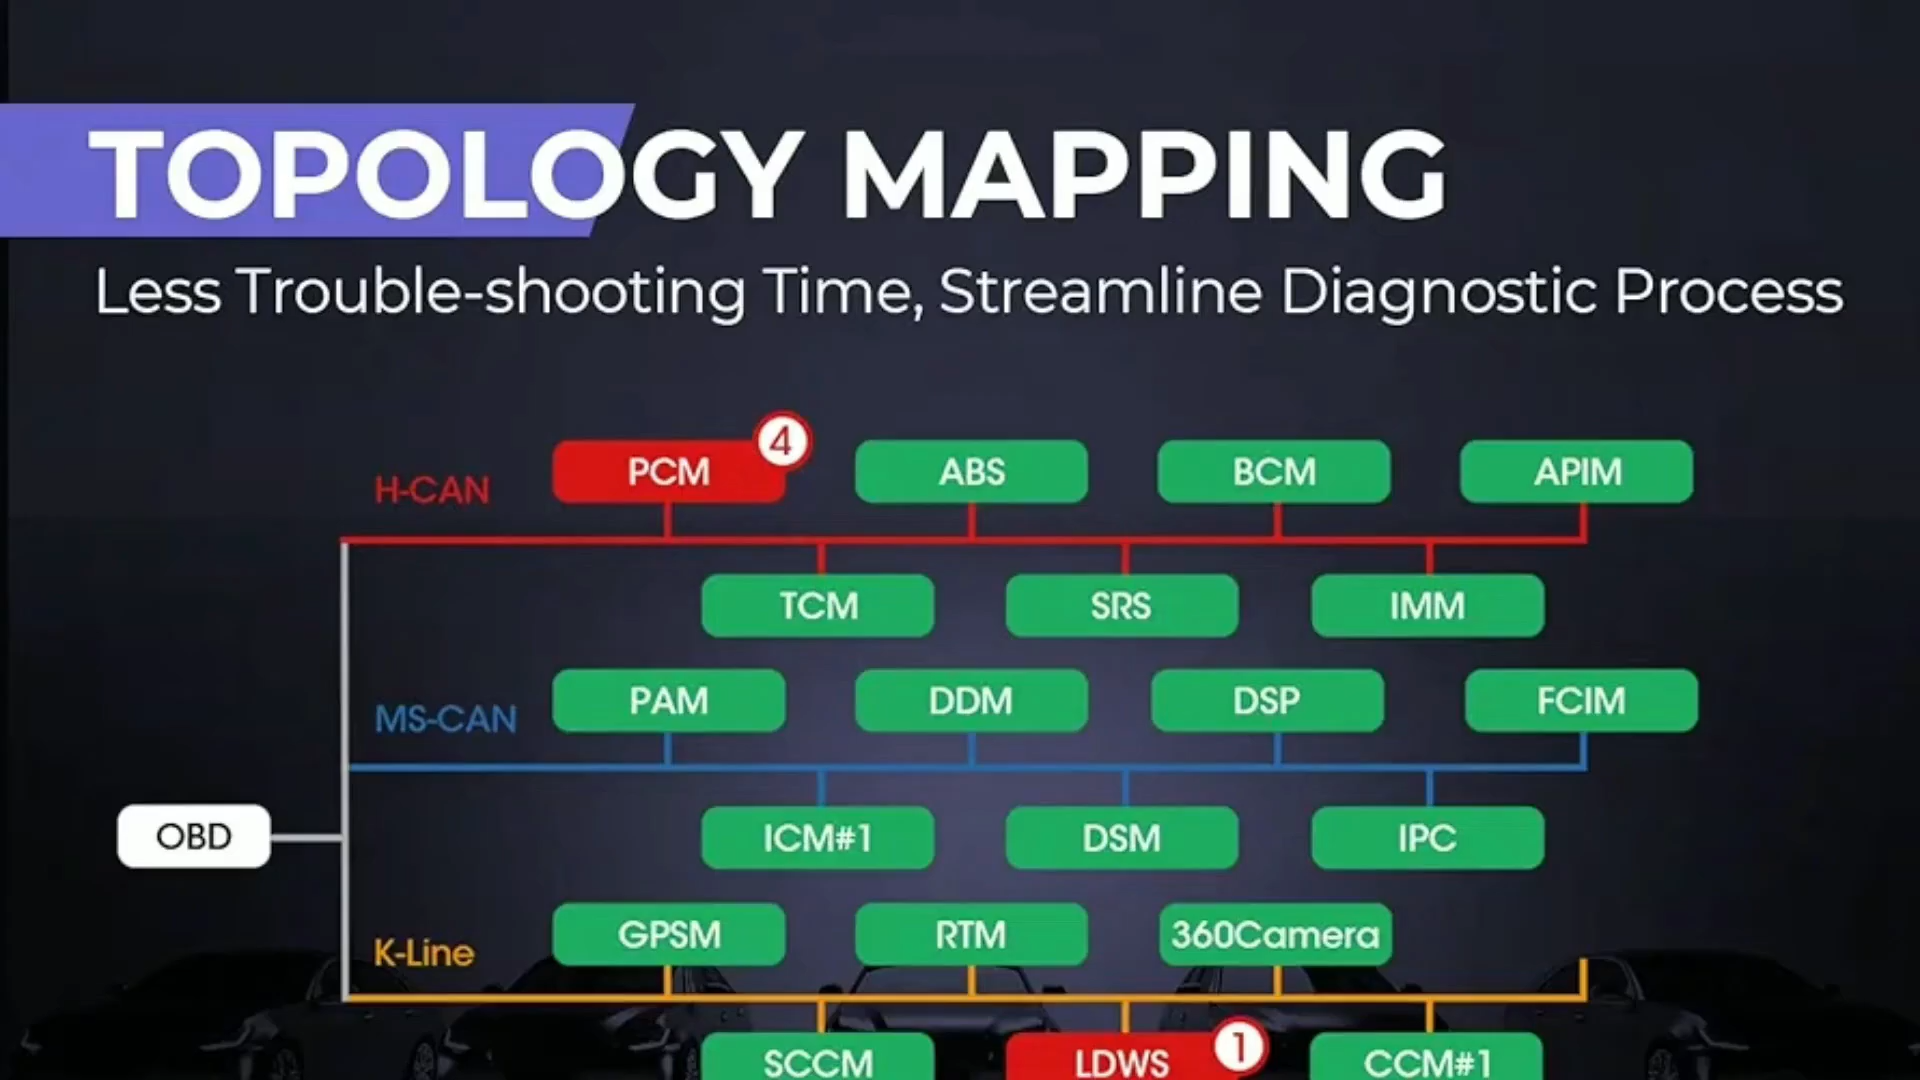 TOPOLOGY MAPPING
Less Trouble-shooting Time, Streamline Diagnostic Process
H-CAN
PCM
4
ABS
BCM
APIM
TCM
SRS
IMM
MS-CAN
PAM
DDM
DSP
FCIM
OBD
ICM#1
DSM
IPC
K-Line
GPSM
RTM
360Camera
SCCM
LDWS
1
CCM#1